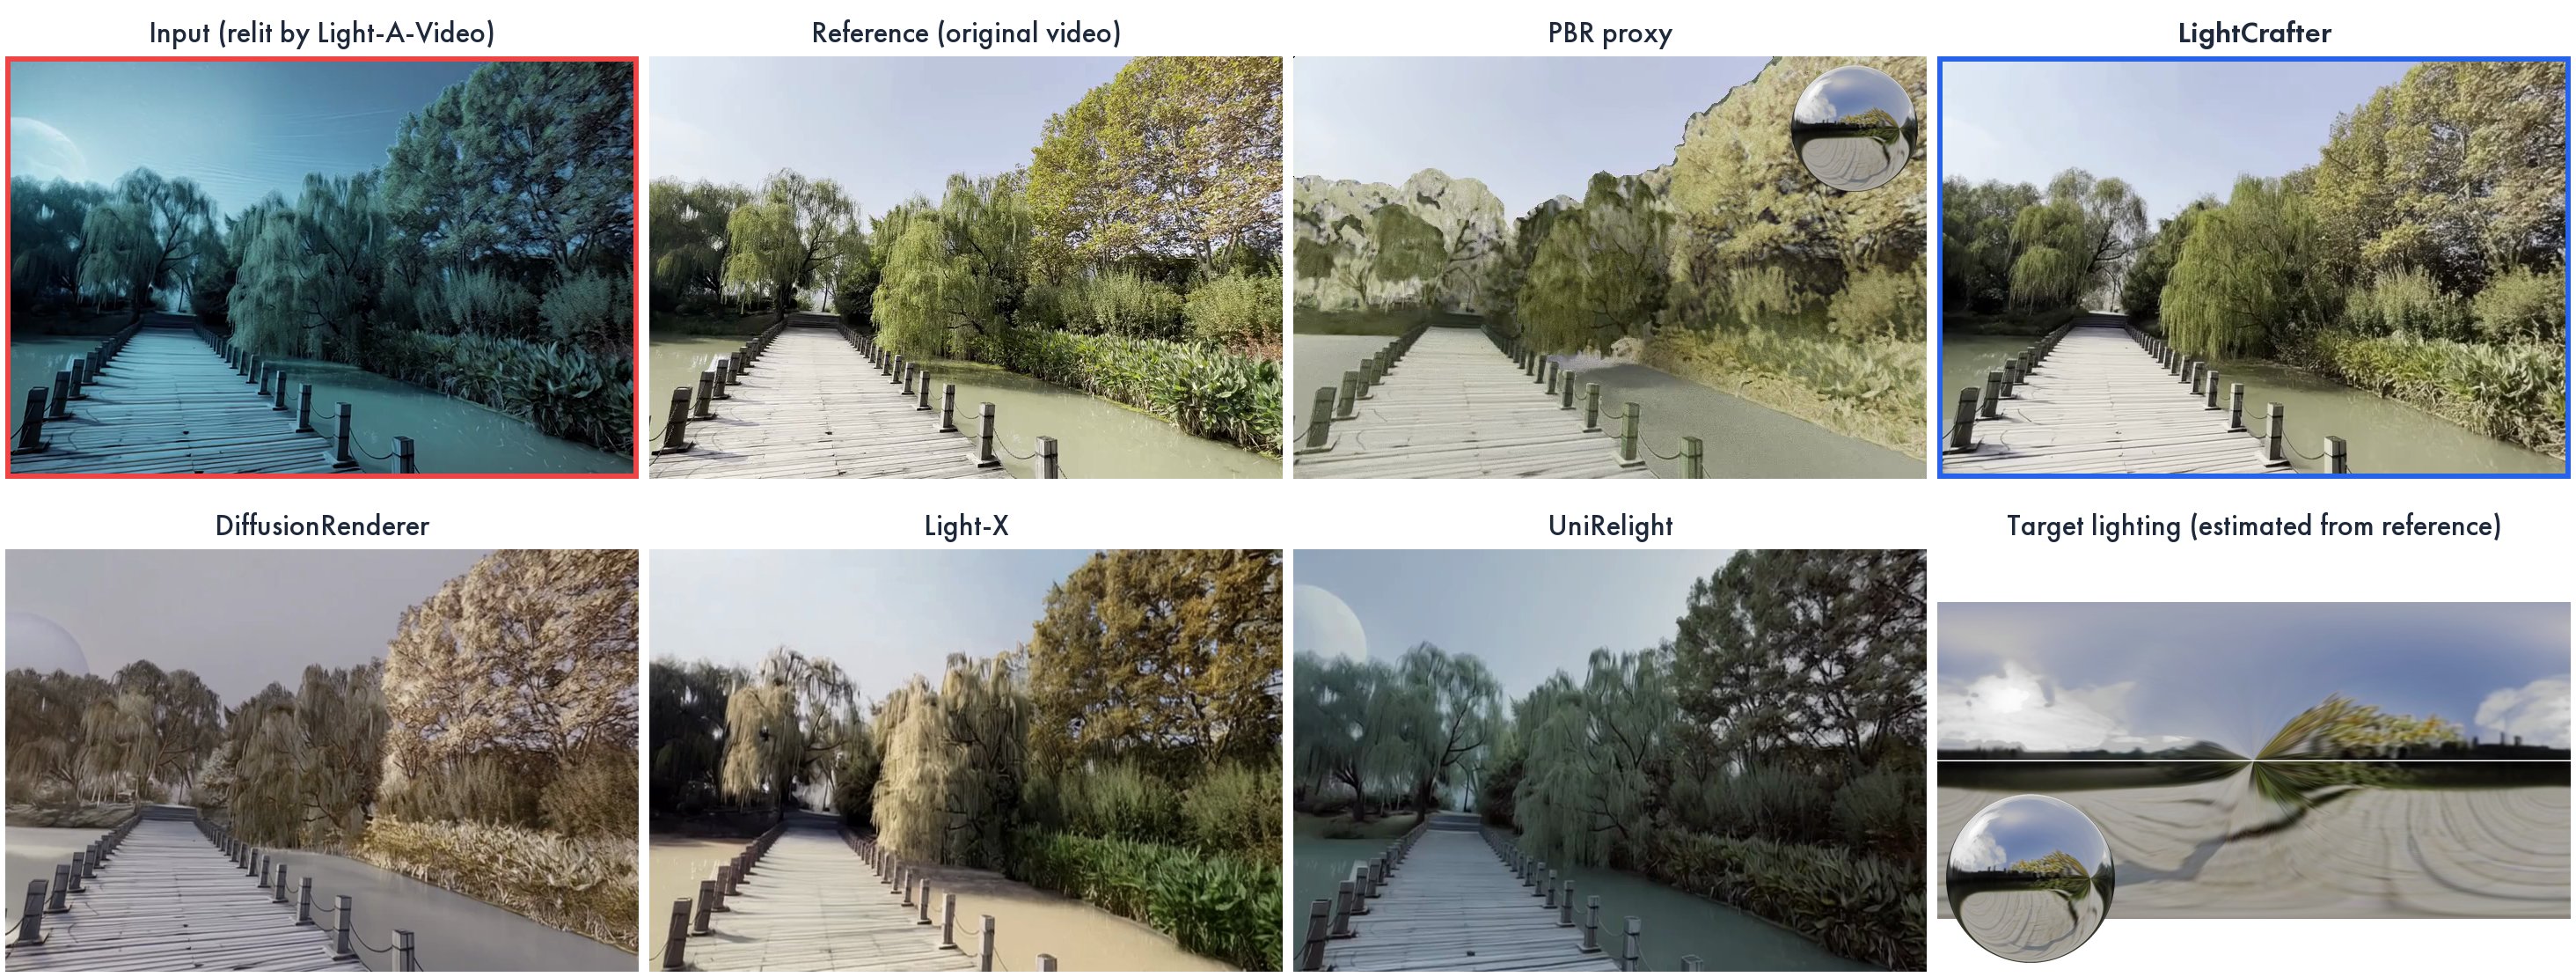 Input (relit by Light-A-Video)
Reference (original video)
PBR proxy
LightCrafter
DiffusionRenderer
Light-X
UniRelight
Target lighting (estimated from reference)